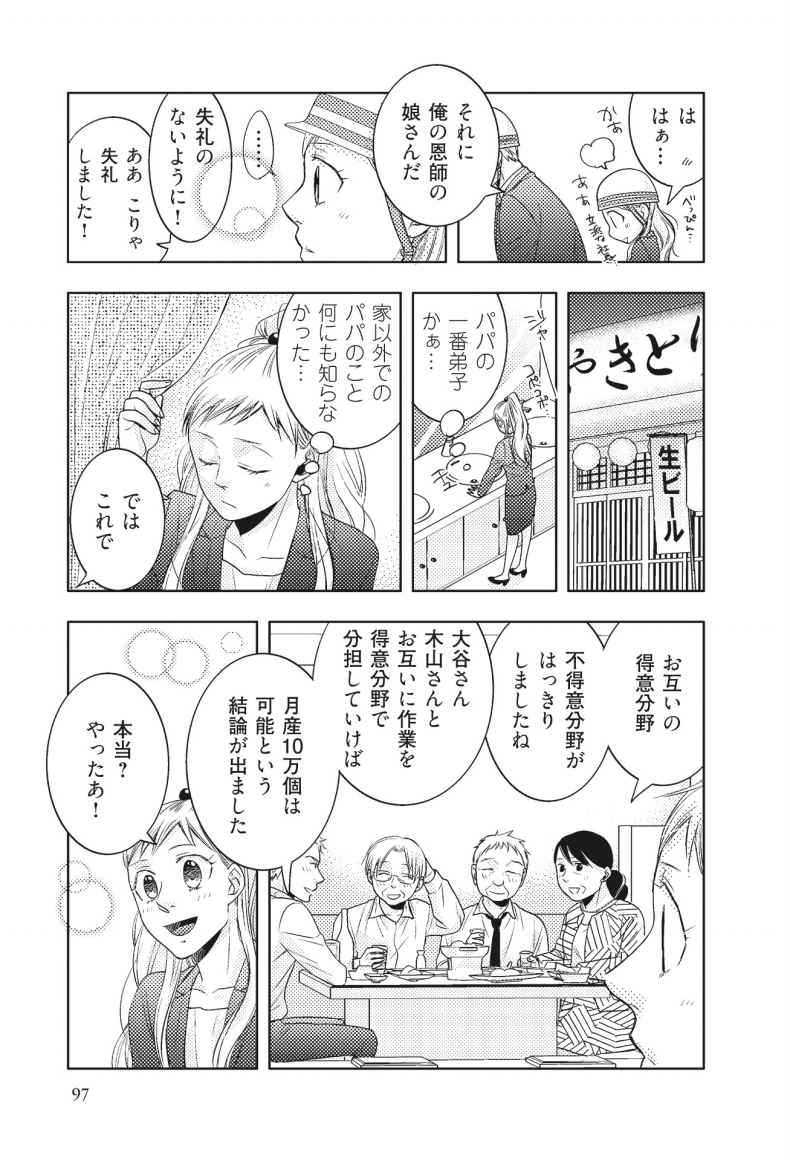 は
はぁ…
かぁ
べっぴん…
あぁ
立派な社長
それに
俺の恩師の
娘さんだ
……
失礼の
ないように！
ああ こりゃ
失礼
しました！
やきとり
生ビール
ジャー
コポコポ…
パパの
一番弟子
かぁ…
家以外での
パパのこと
何にも知らな
かった…
では
これで
お互いの
得意分野
不得意分野が
はっきり
しましたね
大谷さん
木山さんと
お互いに作業を
得意分野で
分担していけば
月産10万個は
可能という
結論が出ました
本当？
やったあ！
97